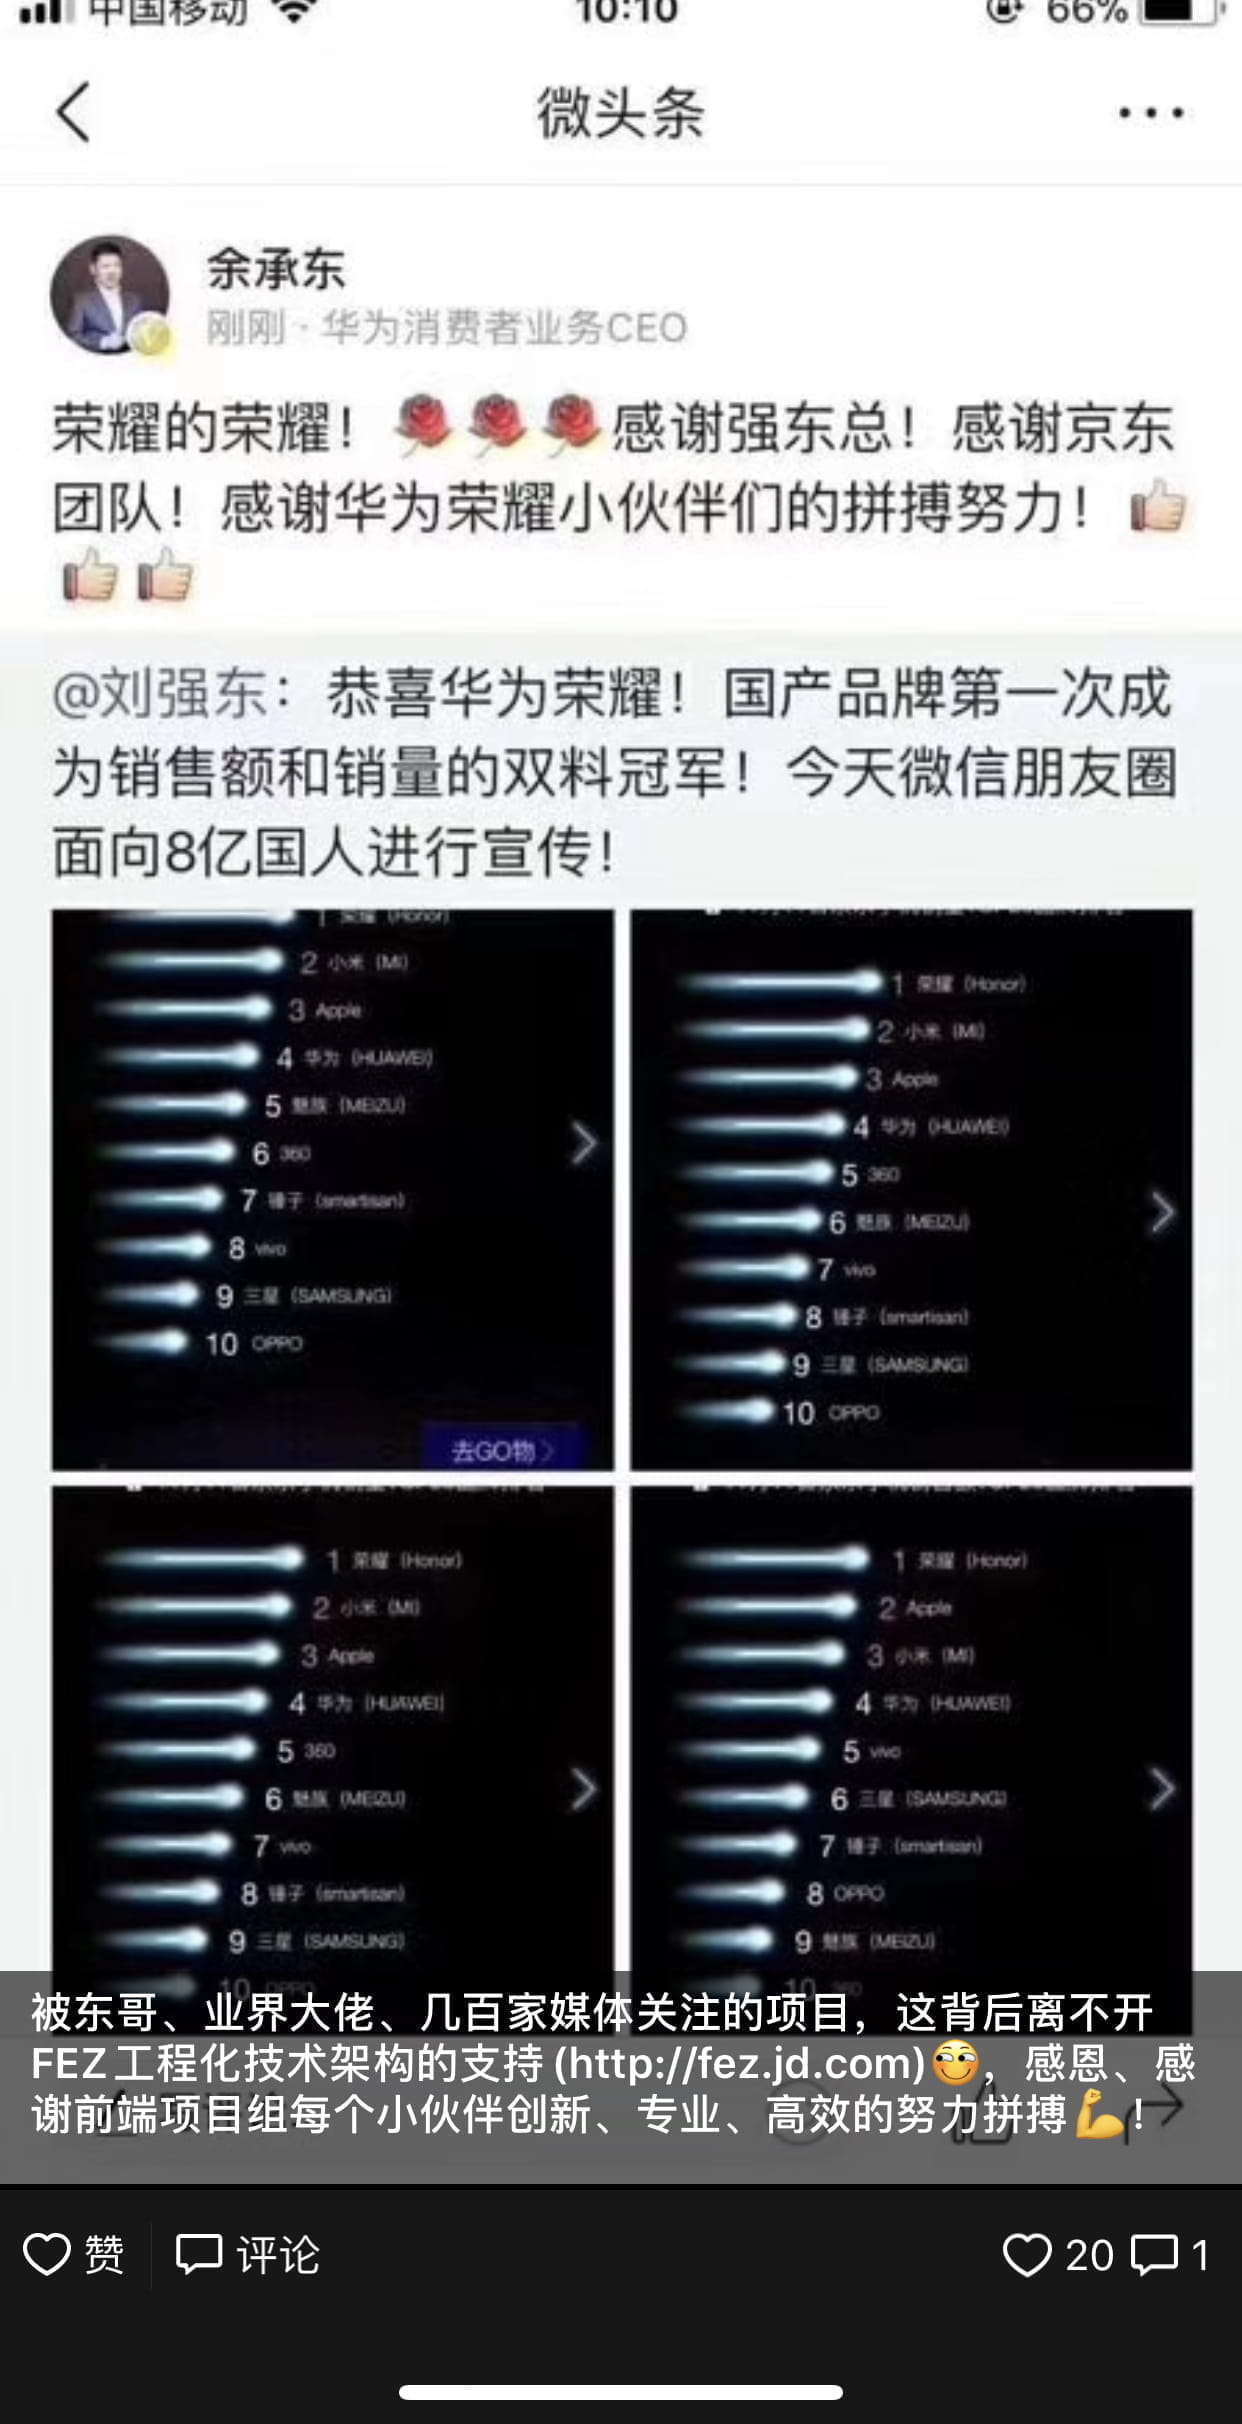 中国移动
10:10
66%
微头条
余承东
刚刚 · 华为消费者业务CEO
荣耀的荣耀！🌹🌹🌹感谢强东总！感谢京东
团队！感谢华为荣耀小伙伴们的拼搏努力！👍
👍👍
@刘强东：恭喜华为荣耀！国产品牌第一次成
为销售额和销量的双料冠军！今天微信朋友圈
面向8亿国人进行宣传！
1 荣耀 (Honor)
2 小米 (MI)
3 Apple
4 华为 (HUAWEI)
5 魅族 (MEIZU)
6 360
7 锤子 (smartisan)
8 vivo
9 三星 (SAMSUNG)
10 OPPO
去GO物
1 荣耀 (Honor)
2 小米 (MI)
3 Apple
4 华为 (HUAWEI)
5 360
6 魅族 (MEIZU)
7 vivo
8 锤子 (smartisan)
9 三星 (SAMSUNG)
10 OPPO
1 荣耀 (Honor)
2 小米 (MI)
3 Apple
4 华为 (HUAWEI)
5 360
6 魅族 (MEIZU)
7 vivo
8 锤子 (smartisan)
9 三星 (SAMSUNG)
10 OPPO
1 荣耀 (Honor)
2 Apple
3 小米 (MI)
4 华为 (HUAWEI)
5 vivo
6 三星 (SAMSUNG)
7 锤子 (smartisan)
8 OPPO
9 魅族 (MEIZU)
10 360
被东哥、业界大佬、几百家媒体关注的项目，这背后离不开
FEZ工程化技术架构的支持(http://fez.jd.com)🤭，感恩、感
谢前端项目组每个小伙伴创新、专业、高效的努力拼搏💪！
赞
评论
20
1